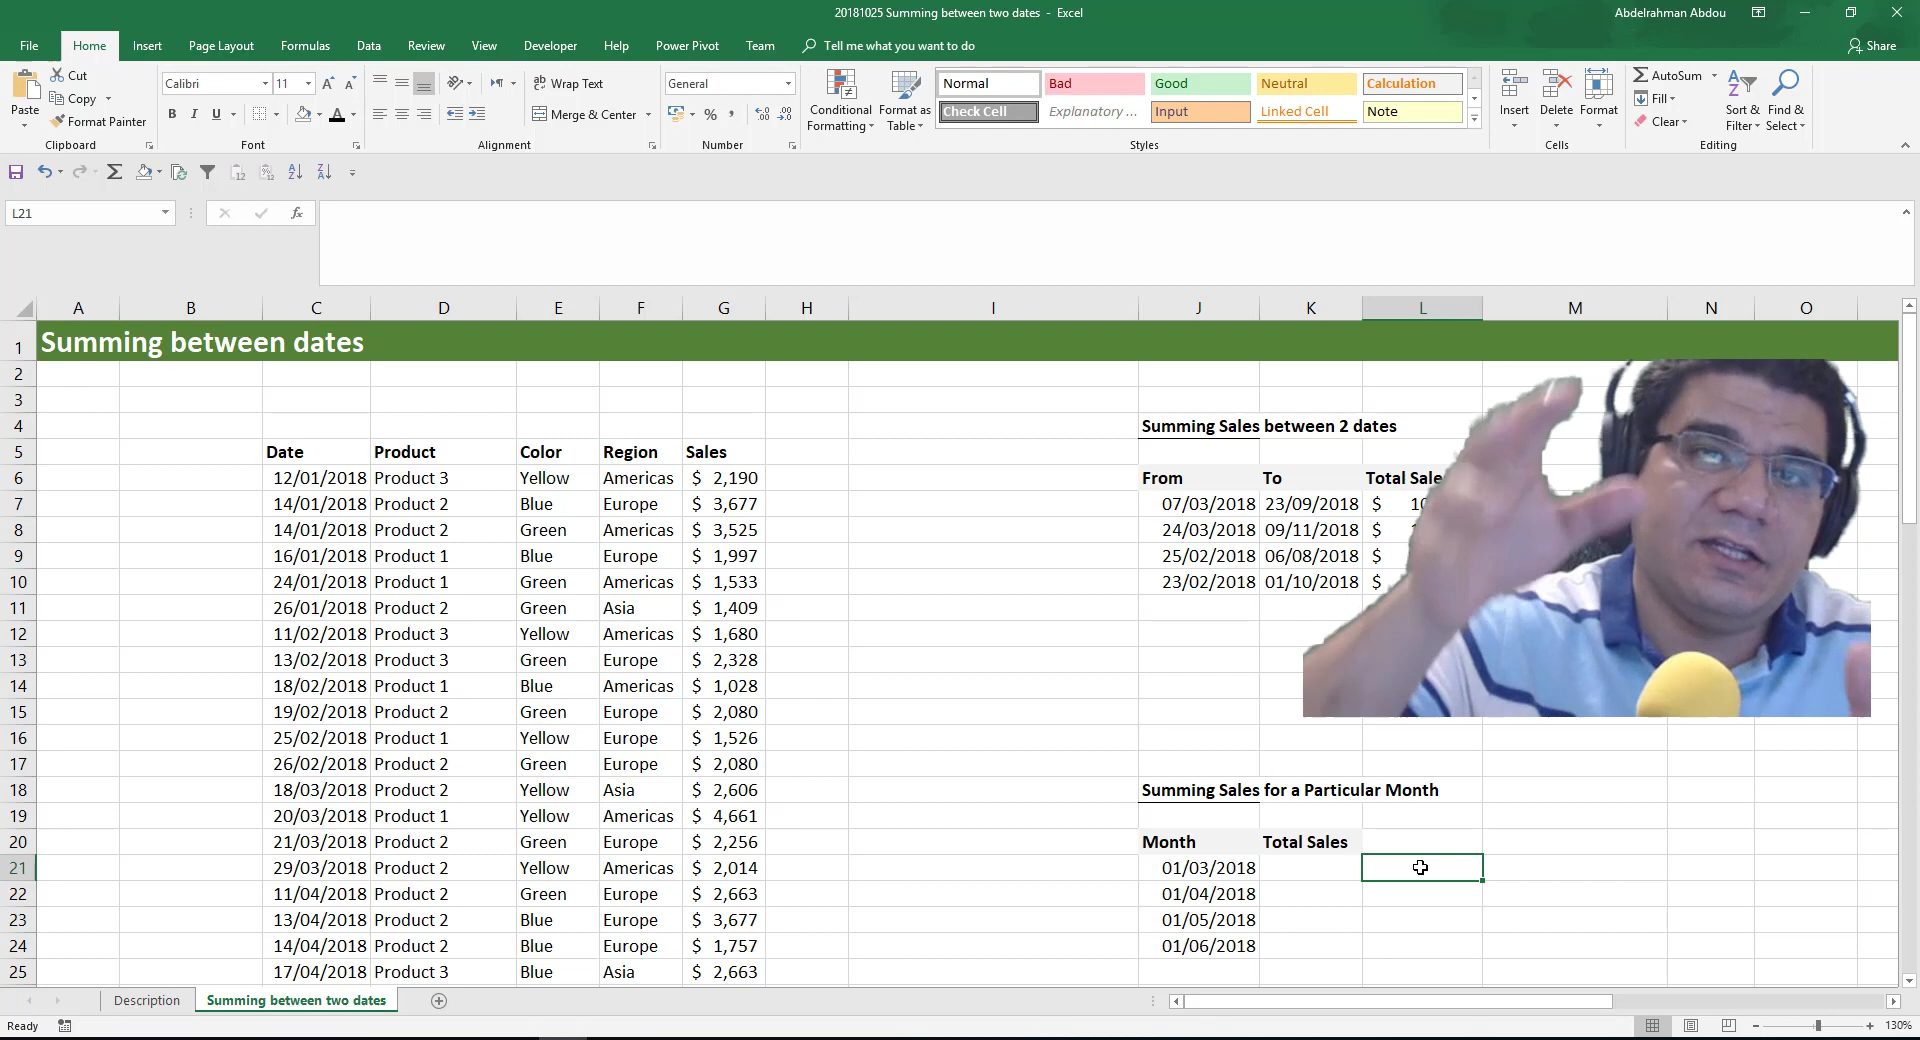 20181025 Summing between two dates - Excel
Abdelrahman Abdou
File Home Insert Page Layout Formulas Data Review View Developer Help Power Pivot Team Tell me what you want to do Share
Paste
Cut
Copy
Format Painter
Clipboard
Calibri 11
B I U
Font
Wrap Text
Merge & Center
Alignment
General
Number
Conditional Formatting
Format as Table
Normal Bad Good Neutral Calculation
Check Cell Explanatory ... Input Linked Cell Note
Styles
Insert Delete Format
Cells
AutoSum
Fill
Clear
Sort & Filter
Find & Select
Editing
L21
fx
A B C D E F G H I J K L M N O
1 Summing between dates
2
3
4 Summing Sales between 2 dates
5 Date Product Color Region Sales
6 12/01/2018 Product 3 Yellow Americas $ 2,190 From To Total
7 14/01/2018 Product 2 Blue Europe $ 3,677 07/03/2018 23/09/2018 $
8 14/01/2018 Product 2 Green Americas $ 3,525 24/03/2018 09/11/2018 $
9 16/01/2018 Product 1 Blue Europe $ 1,997 25/02/2018 06/08/2018 $
10 24/01/2018 Product 1 Green Americas $ 1,533 23/02/2018 01/10/2018 $
11 26/01/2018 Product 2 Green Asia $ 1,409
12 11/02/2018 Product 3 Yellow Americas $ 1,680
13 13/02/2018 Product 3 Green Europe $ 2,328
14 18/02/2018 Product 1 Blue Americas $ 1,028
15 19/02/2018 Product 2 Green Europe $ 2,080
16 25/02/2018 Product 1 Yellow Europe $ 1,526
17 26/02/2018 Product 2 Green Europe $ 2,080
18 18/03/2018 Product 2 Yellow Asia $ 2,606 Summing Sales for a Particular Month
19 20/03/2018 Product 1 Yellow Americas $ 4,661
20 21/03/2018 Product 2 Green Europe $ 2,256 Month Total Sales
21 29/03/2018 Product 2 Yellow Americas $ 2,014 01/03/2018
22 11/04/2018 Product 2 Green Europe $ 2,663 01/04/2018
23 13/04/2018 Product 2 Blue Europe $ 3,677 01/05/2018
24 14/04/2018 Product 2 Blue Europe $ 1,757 01/06/2018
25 17/04/2018 Product 3 Blue Asia $ 2,663
Description Summing between two dates
Ready
130%